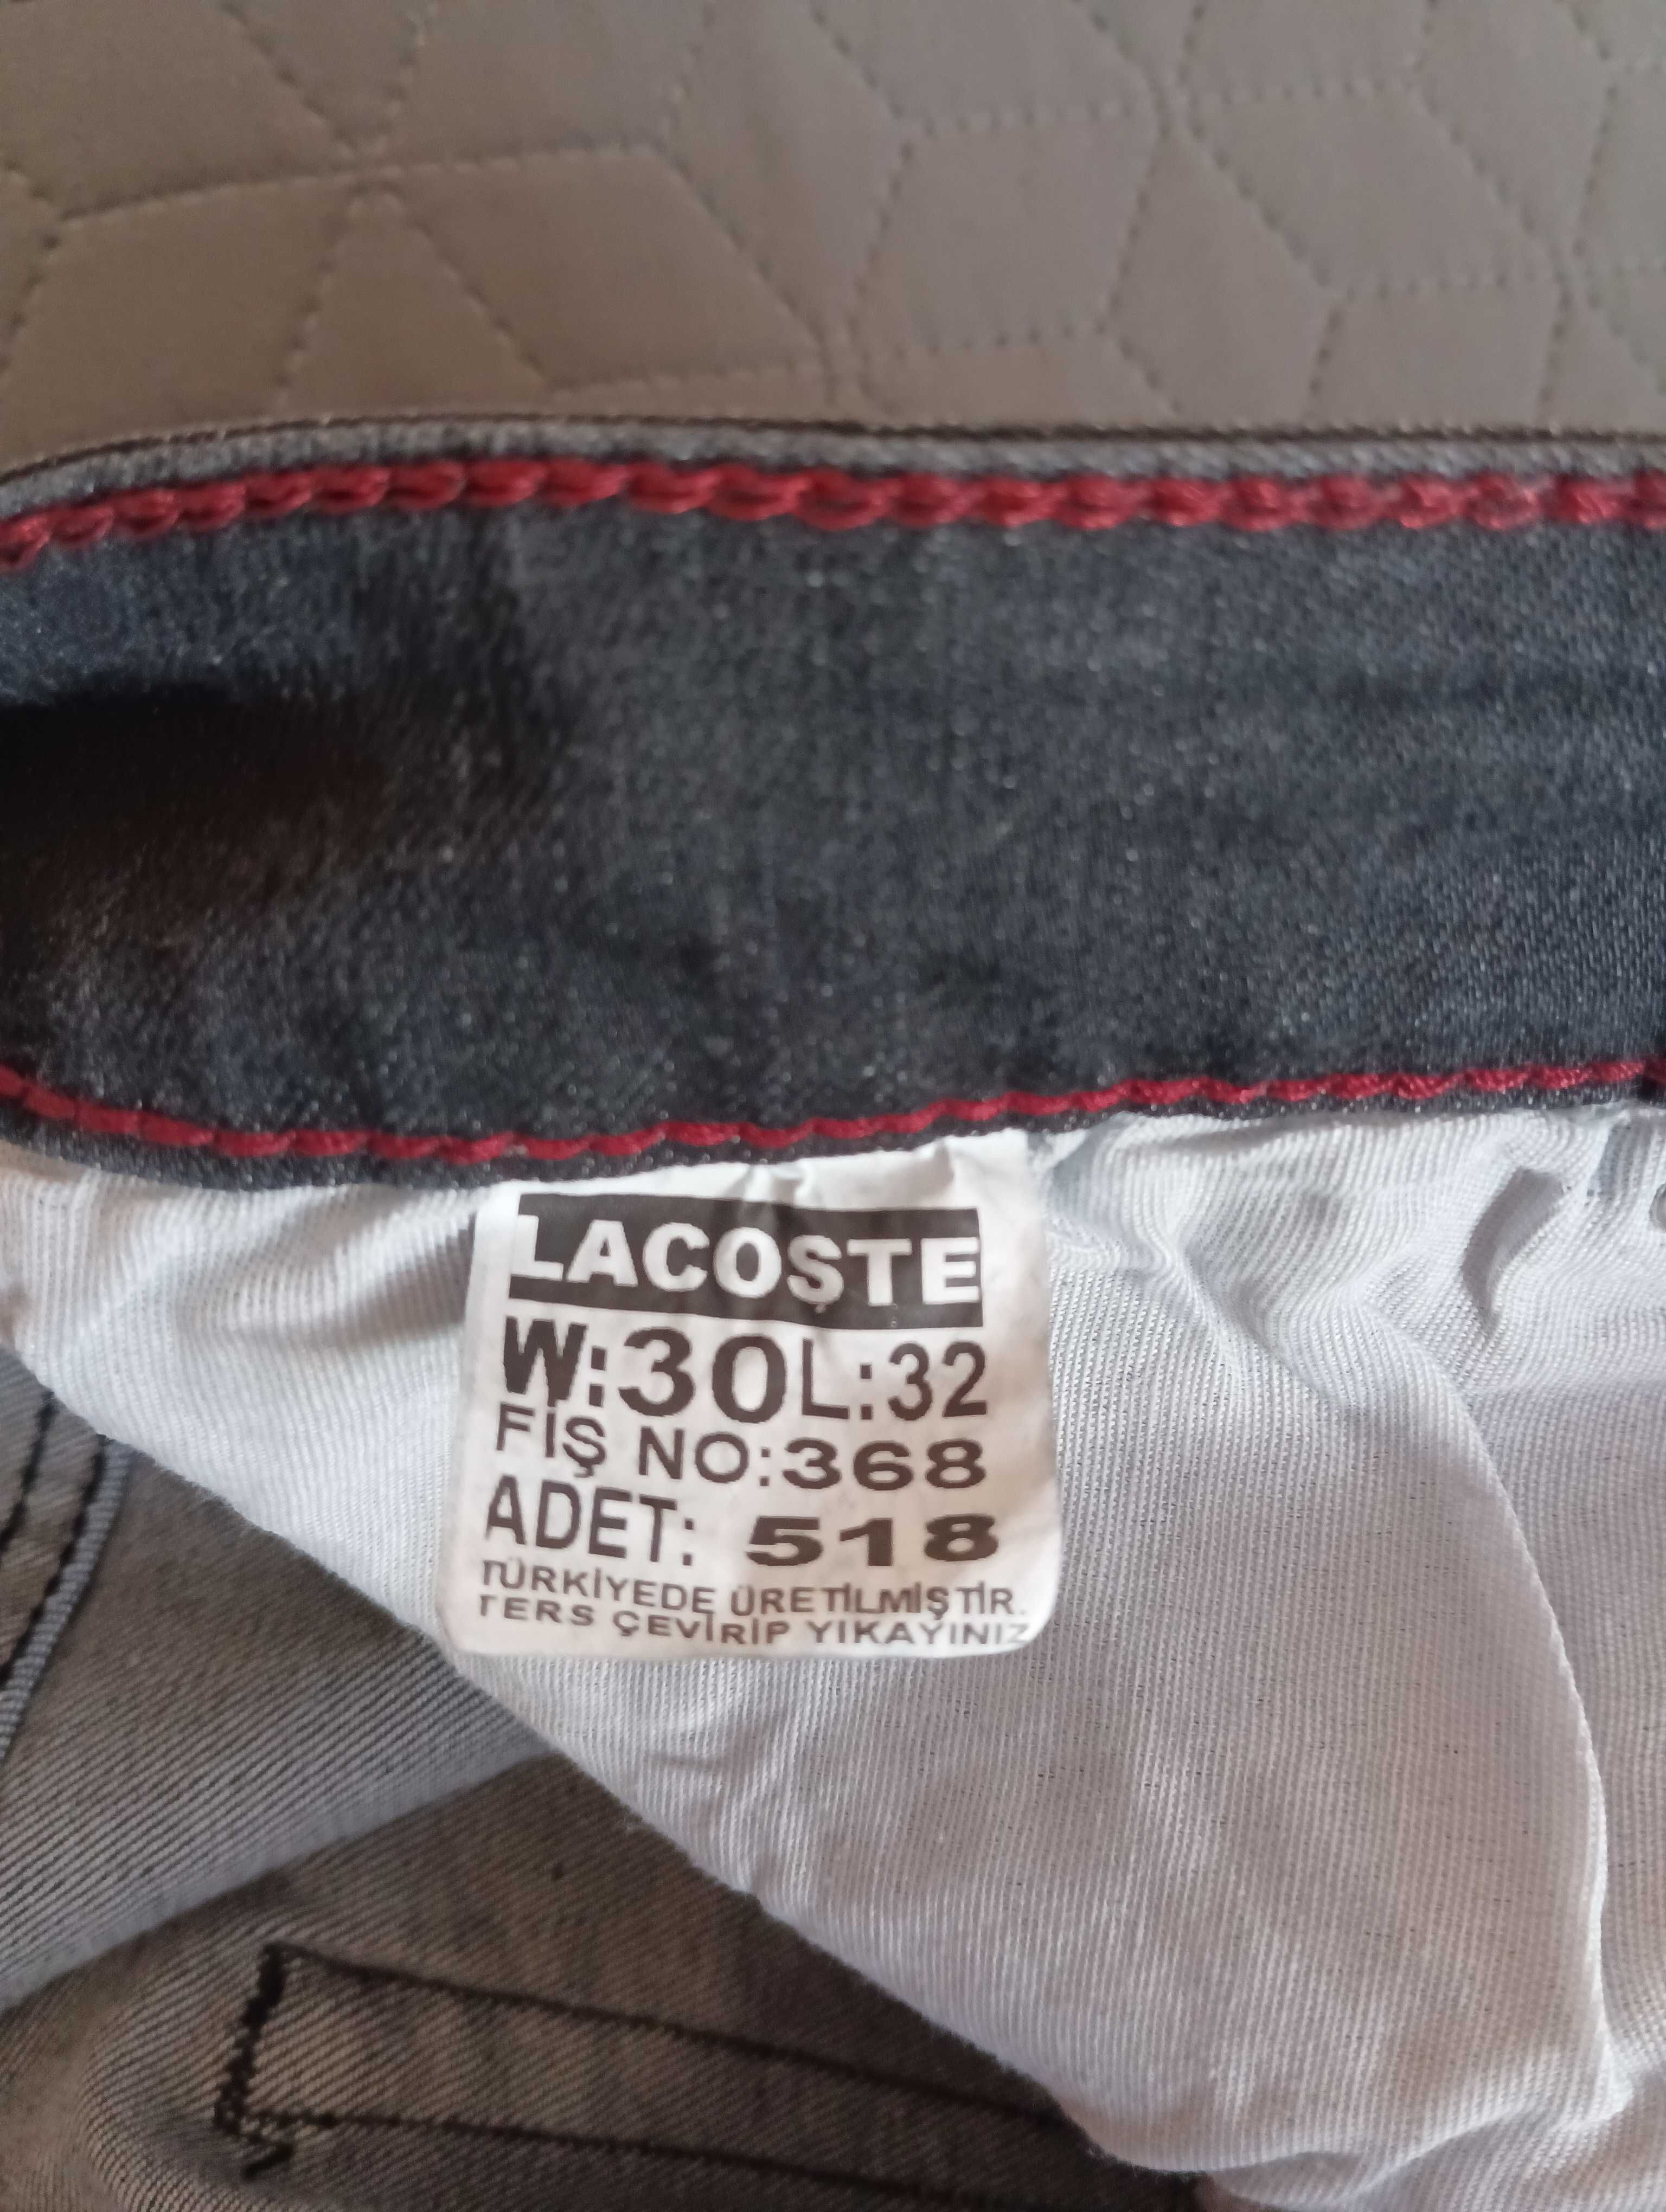 LACOŞTE
W:30L:32
FİŞ NO:368
ADET: 518
TÜRKİYEDE ÜRETİLMİŞTİR.
TERS ÇEVİRİP YIKAYINIZ